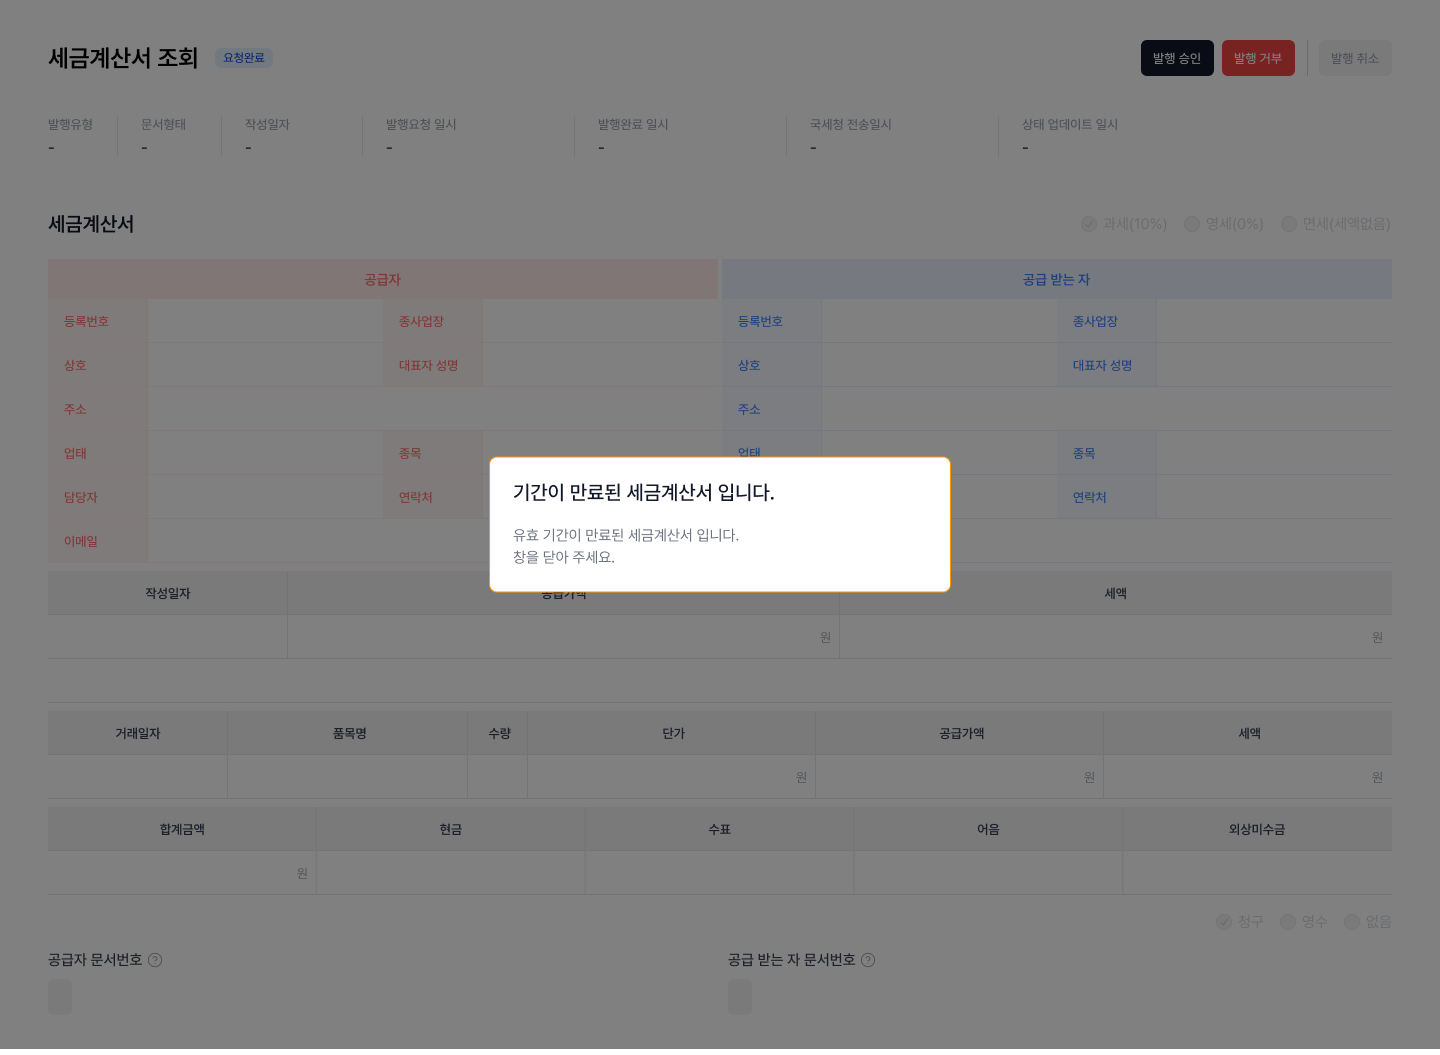 세금계산서 조회 요청완료 발행 승인 발행 거부 발행 취소
발행유형 문서형태 작성일자 발행요청 일시 발행완료 일시 국세청 전송일시 상태 업데이트 일시
- - - - - - -
세금계산서 과세(10%) 영세(0%) 면세(세액없음)
공급자 공급 받는 자
등록번호 종사업장 등록번호 종사업장
상호 대표자 성명 상호 대표자 성명
주소 주소
업태 종목 업태 종목
기간이 만료된 세금계산서 입니다.
담당자 연락처 연락처
유효 기간이 만료된 세금계산서 입니다.
이메일
창을 닫아 주세요.
작성일자 공급가액 세액
원 원
거래일자 품목명 수량 단가 공급가액 세액
원 원 원
합계금액 현금 수표 어음 외상미수금
원
청구 영수 없음
공급자 문서번호 ? 공급 받는 자 문서번호 ?